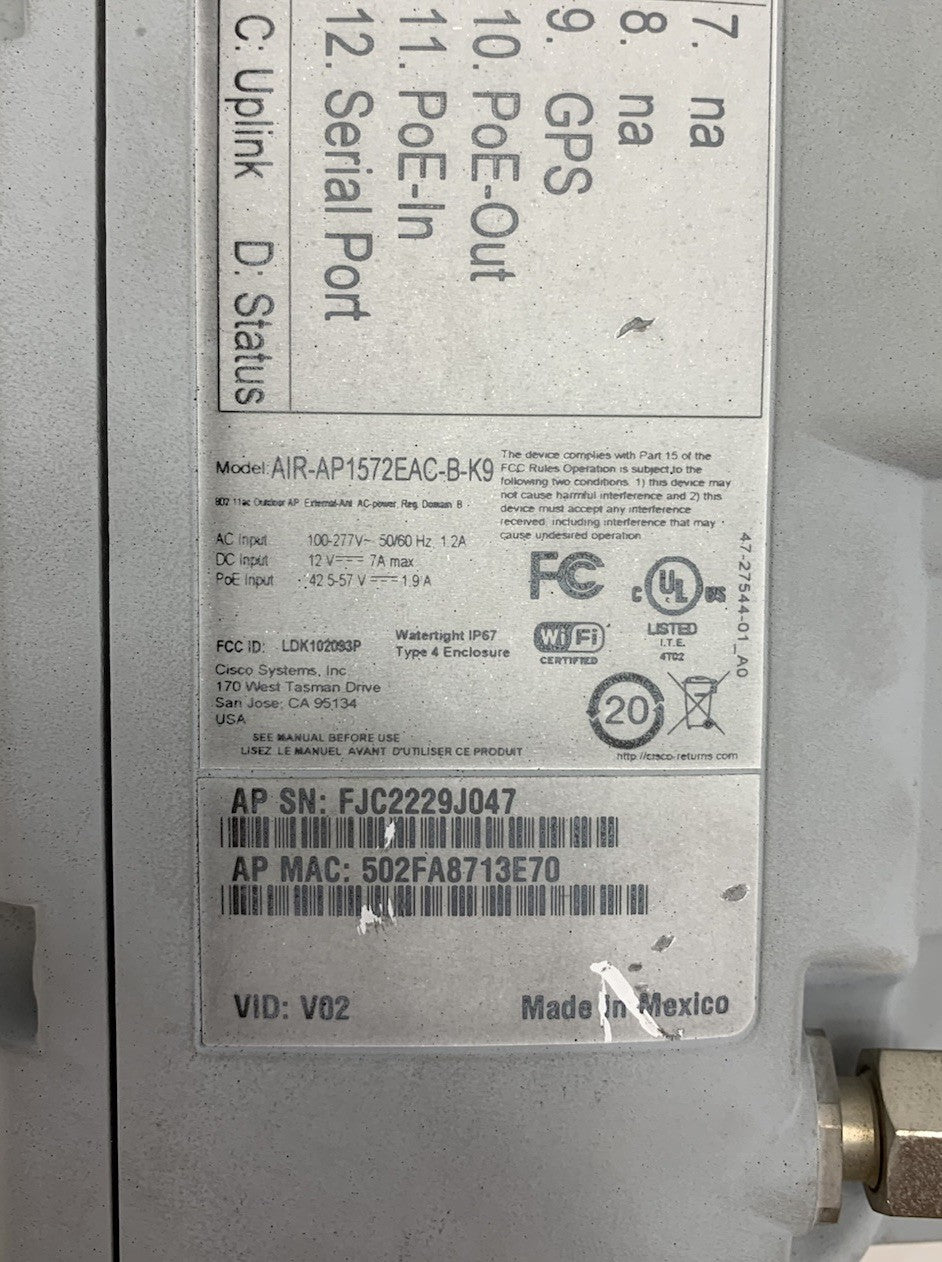 7. na
8. na
9. GPS
10. PoE-Out
11. PoE-In
12. Serial Port
C: Uplink D: Status
Model: AIR-AP1572EAC-B-K9
802.11ac Outdoor AP, External-Ant, AC-power, Reg. Domain B
The device complies with Part 15 of the
FCC Rules Operation is subject to the
following two conditions. 1) this device may
not cause harmful interference and 2) this
device must accept any interference
received, including interference that may
cause undesired operation
AC Input 100-277V~ 50/60 Hz, 1.2A
DC Input 12 V 7A max
PoE Input : 42.5-57 V 1.9 A
FC
C UL US
LISTED
I.T.E.
4TC2
47-27544-01_A0
FCC ID: LDK102093P
Watertight IP67
Type 4 Enclosure
Wi Fi
CERTIFIED
Cisco Systems, Inc.
170 West Tasman Drive
San Jose, CA 95134
USA
20
SEE MANUAL BEFORE USE
LISEZ LE MANUEL AVANT D'UTILISER CE PRODUIT
http://cisco-returns.com
AP SN: FJC2229J047
AP MAC: 502FA8713E70
VID: V02
Made in Mexico